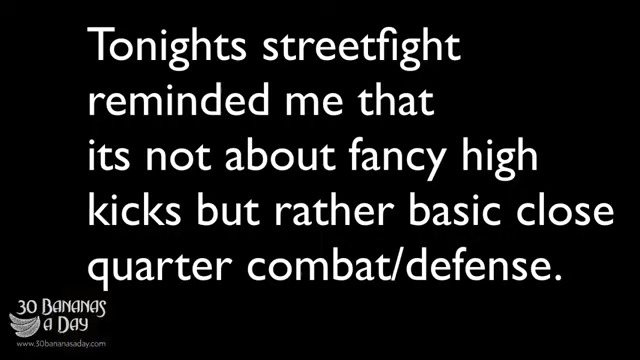 Tonights streetfight
reminded me that
its not about fancy high
kicks but rather basic close
quarter combat/defense.
30 BANANAS
A DAY
www.30bananasaday.com